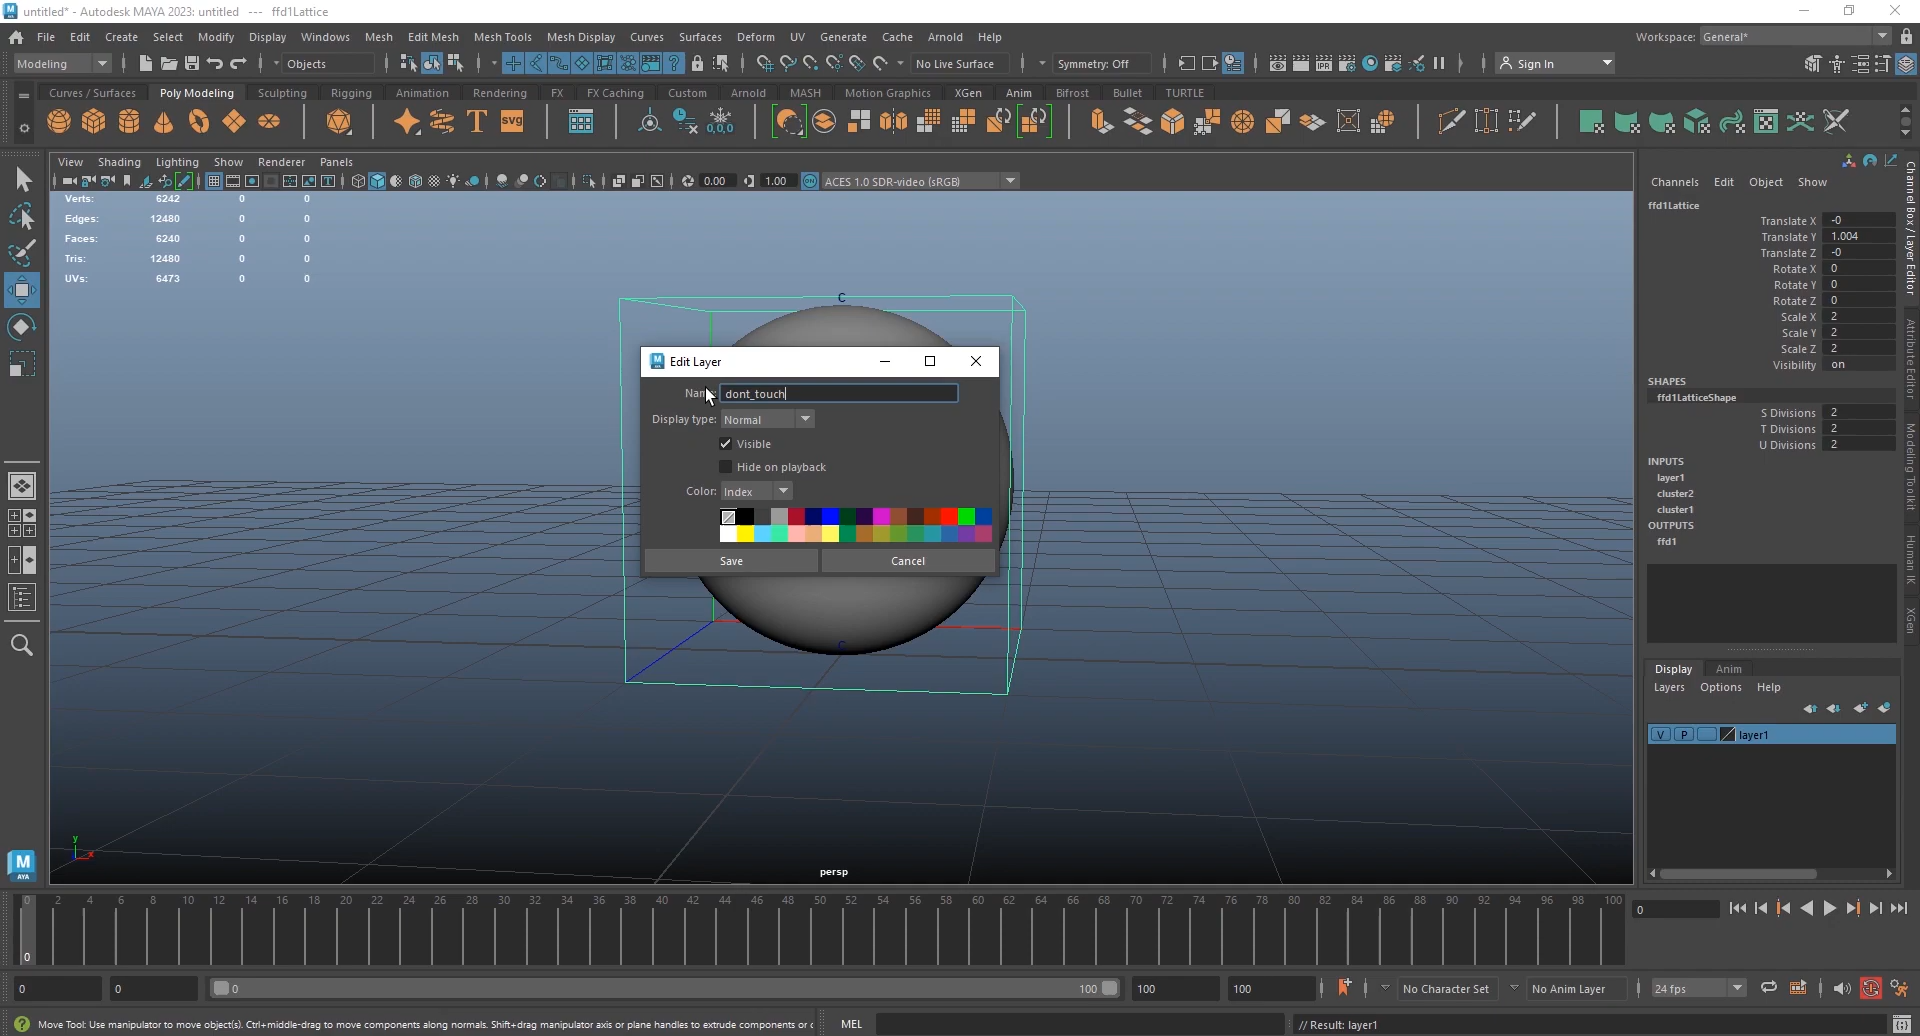 untitled* - Autodesk MAYA 2023: untitled --- ffd1Lattice
File Edit Create Select Modify Display Windows Mesh Edit Mesh Mesh Tools Mesh Display Curves Surfaces Deform UV Generate Cache Arnold Help
Workspace: General*
Modeling
Objects
No Live Surface
Symmetry: Off
Sign In
Curves / Surfaces Poly Modeling Sculpting Rigging Animation Rendering FX FX Caching Custom Arnold MASH Motion Graphics XGen Anim Bifrost Bullet TURTLE
View Shading Lighting Show Renderer Panels
0.00 1.00 ACES 1.0 SDR-video (sRGB)
Verts: 6242 0 0
Edges: 12480 0 0
Faces: 6240 0 0
Tris: 12480 0 0
UVs: 6473 0 0
C
Edit Layer
Name: dont_touch
Display type: Normal
Visible
Hide on playback
Color: Index
Save Cancel
C
persp
y
x
Channels Edit Object Show
ffd1Lattice
Translate X -0
Translate Y 1.004
Translate Z -0
Rotate X 0
Rotate Y 0
Rotate Z 0
Scale X 2
Scale Y 2
Scale Z 2
Visibility on
SHAPES
ffd1LatticeShape
S Divisions 2
T Divisions 2
U Divisions 2
INPUTS
layer1
cluster2
cluster1
OUTPUTS
ffd1
Display Anim
Layers Options Help
V P layer1
Channel Box / Layer Editor
Attribute Editor
Modeling Toolkit
Human IK
XGen
0 2 4 6 8 10 12 14 16 18 20 22 24 26 28 30 32 34 36 38 40 42 44 46 48 50 52 54 56 58 60 62 64 66 68 70 72 74 76 78 80 82 84 86 88 90 92 94 96 98 100
0
0
0 0 0 100 100 100 No Character Set No Anim Layer 24 fps
Move Tool: Use manipulator to move object(s). Ctrl+middle-drag to move components along normals. Shift+drag manipulator axis or plane handles to extrude components or
MEL
// Result: layer1